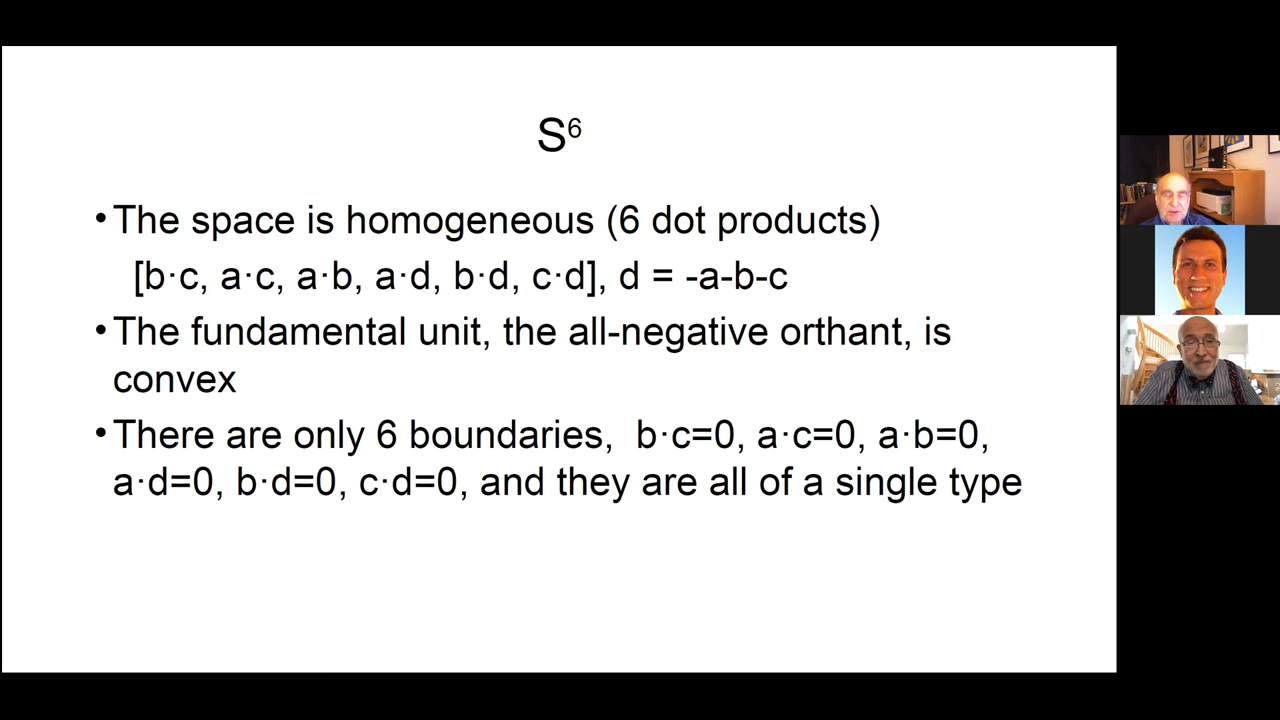 S⁶
•The space is homogeneous (6 dot products)
[b·c, a·c, a·b, a·d, b·d, c·d], d = -a-b-c
•The fundamental unit, the all-negative orthant, is
convex
•There are only 6 boundaries, b·c=0, a·c=0, a·b=0,
a·d=0, b·d=0, c·d=0, and they are all of a single type